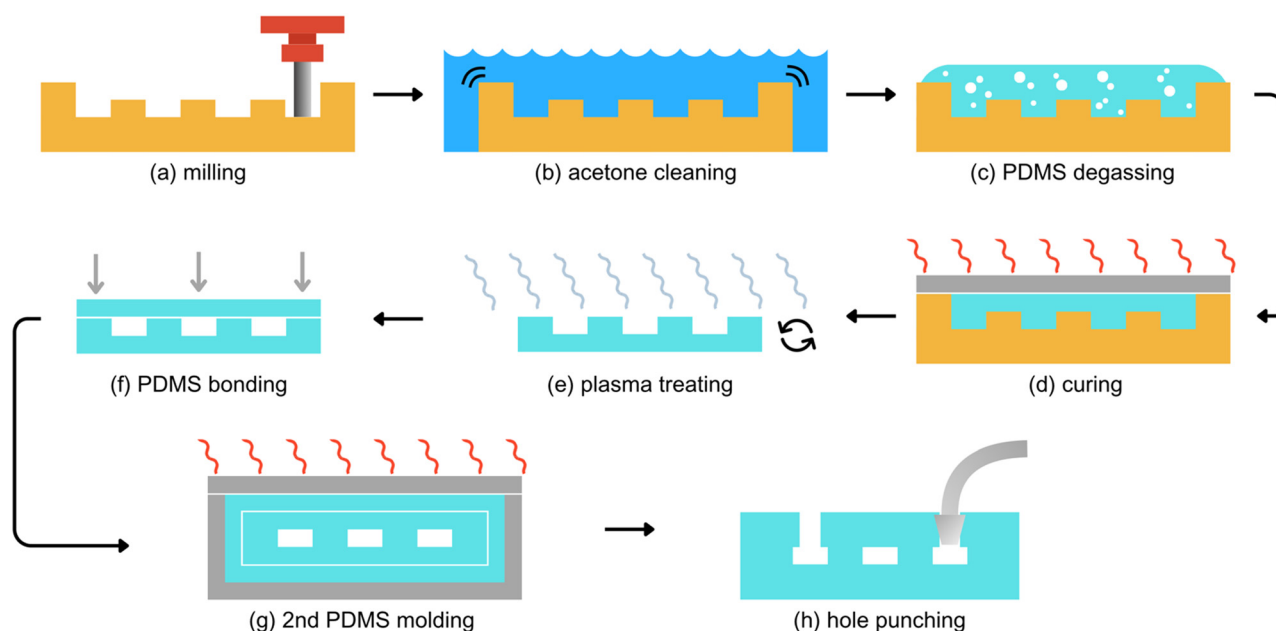 (a) milling
(b) acetone cleaning
(c) PDMS degassing
(f) PDMS bonding
(e) plasma treating
(d) curing
(g) 2nd PDMS molding
(h) hole punching